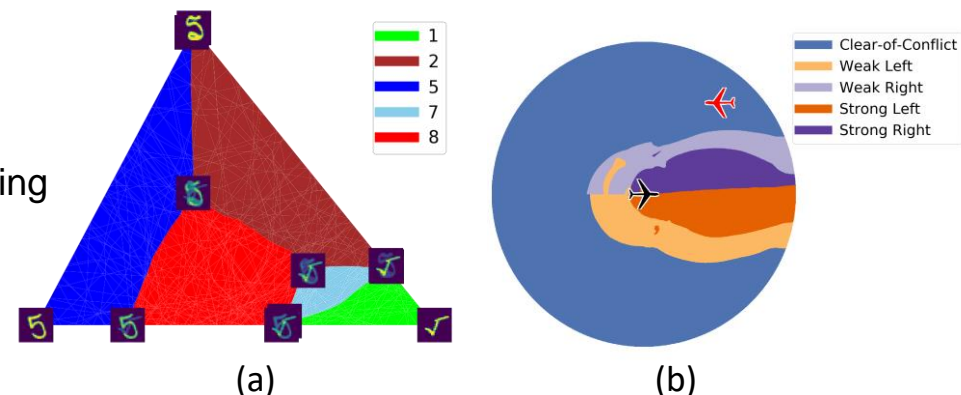 1
2
5
7
8
ing
(a)
Clear-of-Conflict
Weak Left
Weak Right
Strong Left
Strong Right
(b)